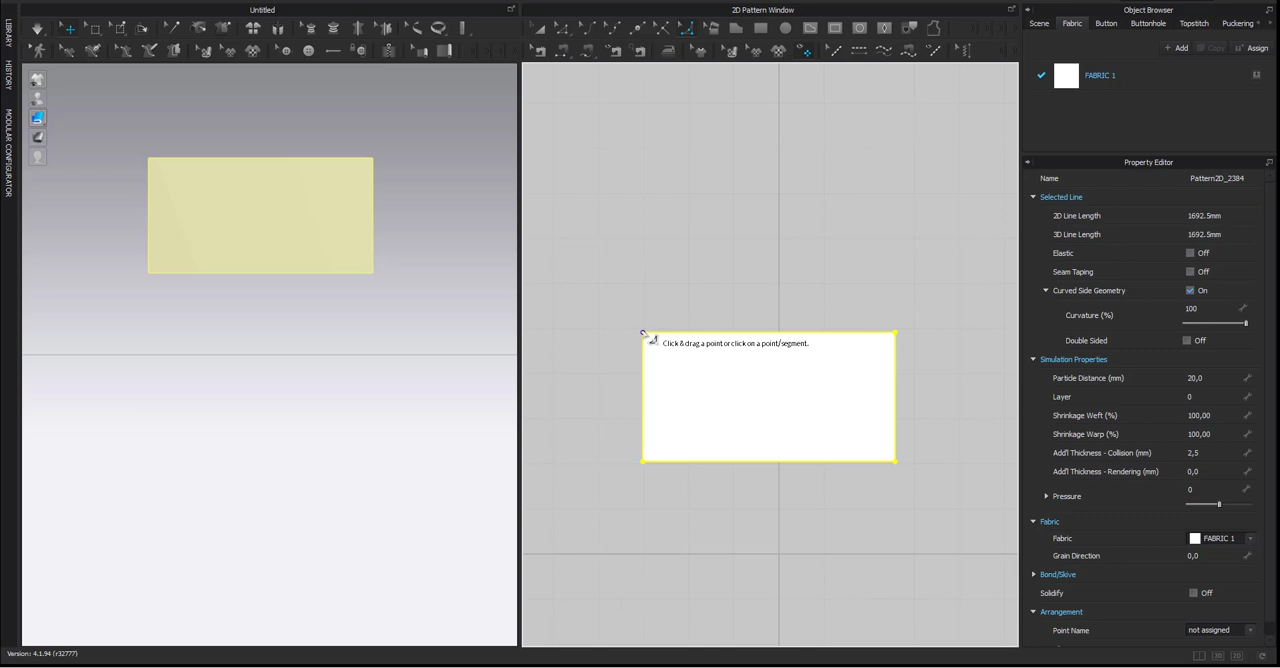 Untitled
2D Pattern Window
Object Browser
LIBRARY
HISTORY
MODULAR CONFIGURATOR
Scene
Fabric
Button
Buttonhole
Topstitch
Puckering
+ Add
Copy
Assign
FABRIC 1
Property Editor
Name
Pattern2D_2384
Selected Line
2D Line Length
1692.5mm
3D Line Length
1692.5mm
Elastic
Off
Seam Taping
Off
Curved Side Geometry
On
Curvature (%)
100
Double Sided
Off
Simulation Properties
Particle Distance (mm)
20,0
Layer
0
Shrinkage Weft (%)
100,00
Shrinkage Warp (%)
100,00
Add'l Thickness - Collision (mm)
2,5
Add'l Thickness - Rendering (mm)
0,0
Pressure
0
Fabric
Fabric
FABRIC 1
Grain Direction
0,0
Bond/Skive
Solidify
Off
Arrangement
Point Name
not assigned
Click & drag a point or click on a point/segment.
Version: 4.1.94 (r32777)
3D
2D